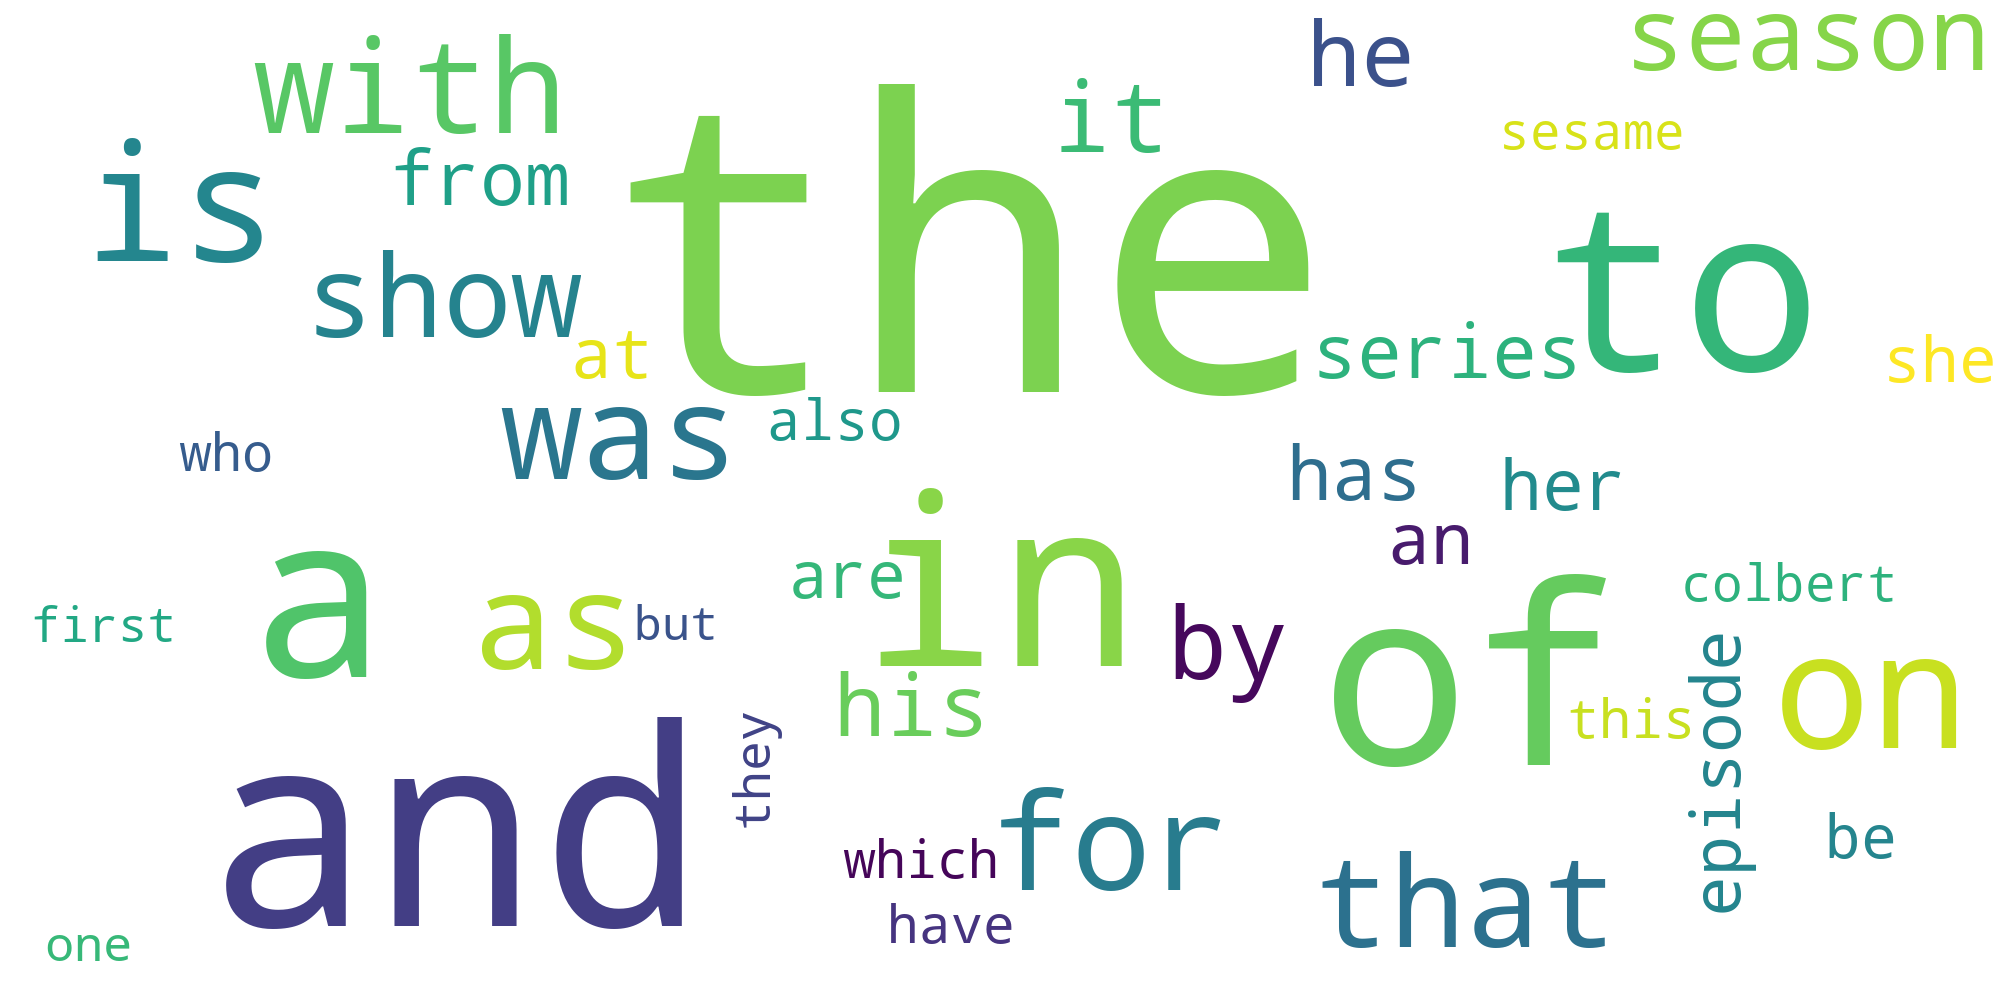 season
he
with
it
the
sesame
is
from
to
show
series
at
she
was
also
who
has
her
in
an
a
are
colbert
as
of
but
first
by
on
his
episode
this
and
they
for
be
which
that
have
one